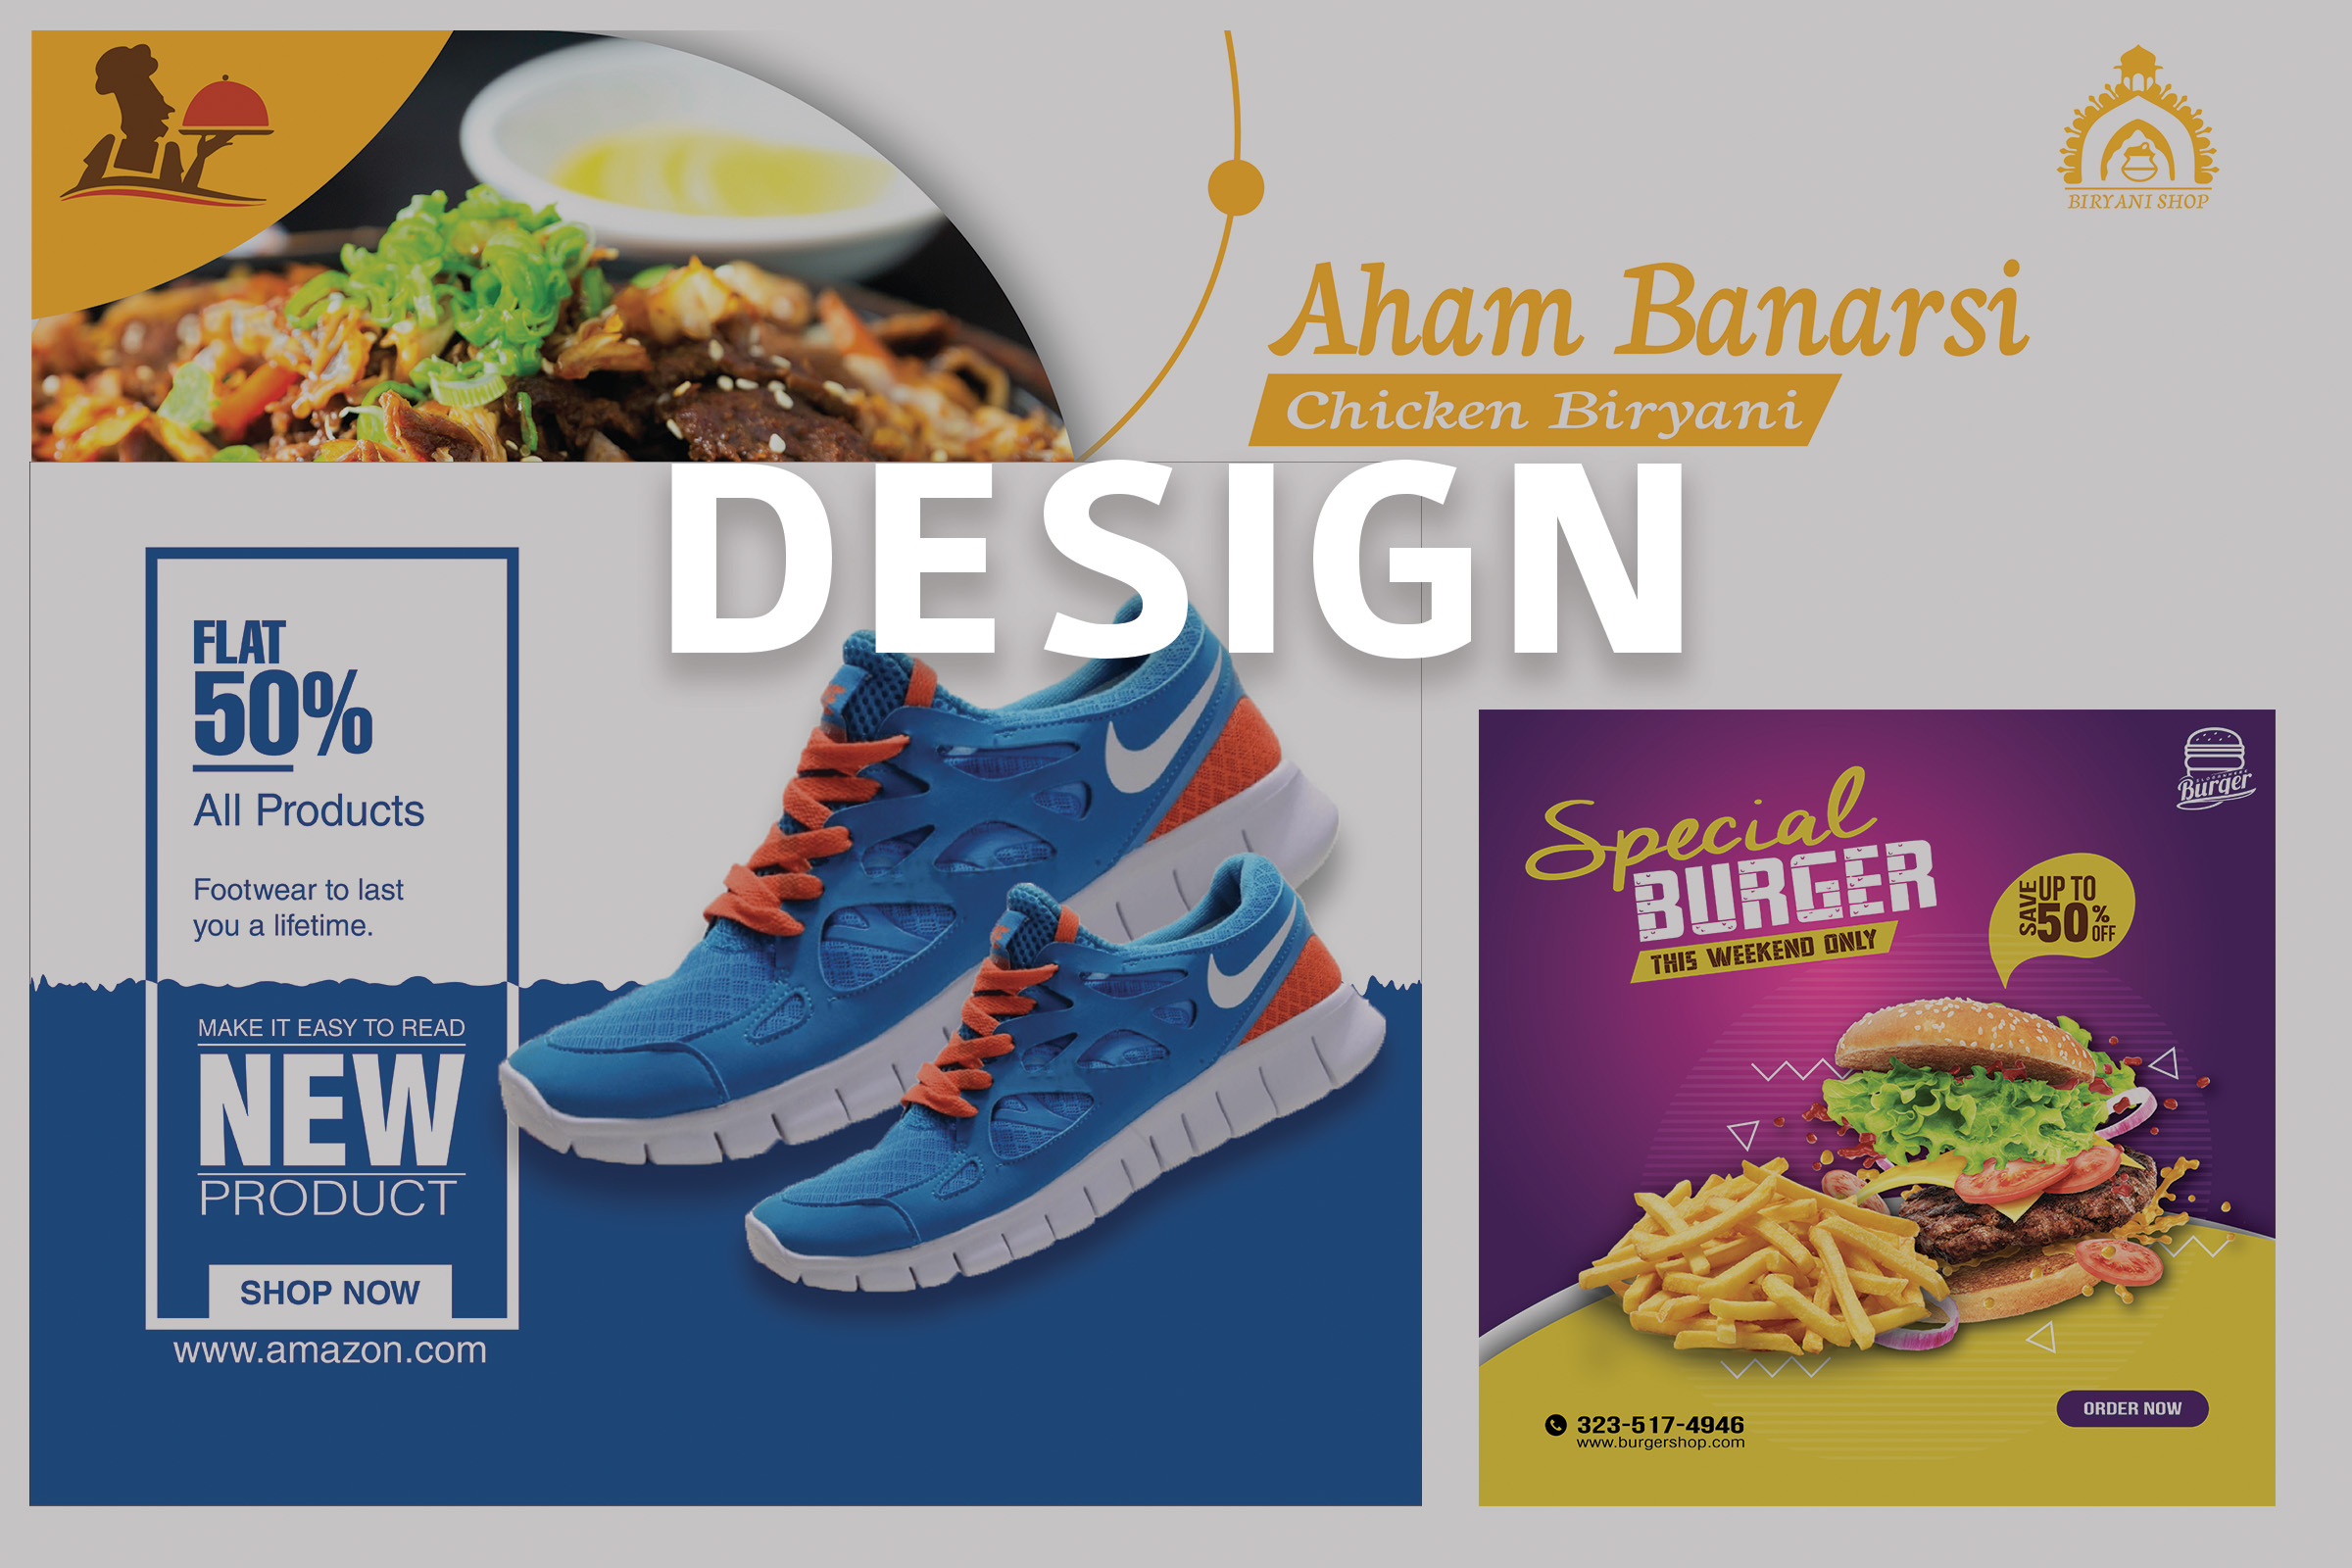 BIRYANI SHOP
Aham Banarsi
Chicken Biryani
DESIGN
FLAT
50%
All Products
Footwear to last
you a lifetime.
MAKE IT EASY TO READ
NEW
PRODUCT
SHOP NOW
www.amazon.com
Burger
Special
BURGER
THIS WEEKEND ONLY
SAVE
UP TO
50% OFF
323-517-4946
www.burgershop.com
ORDER NOW